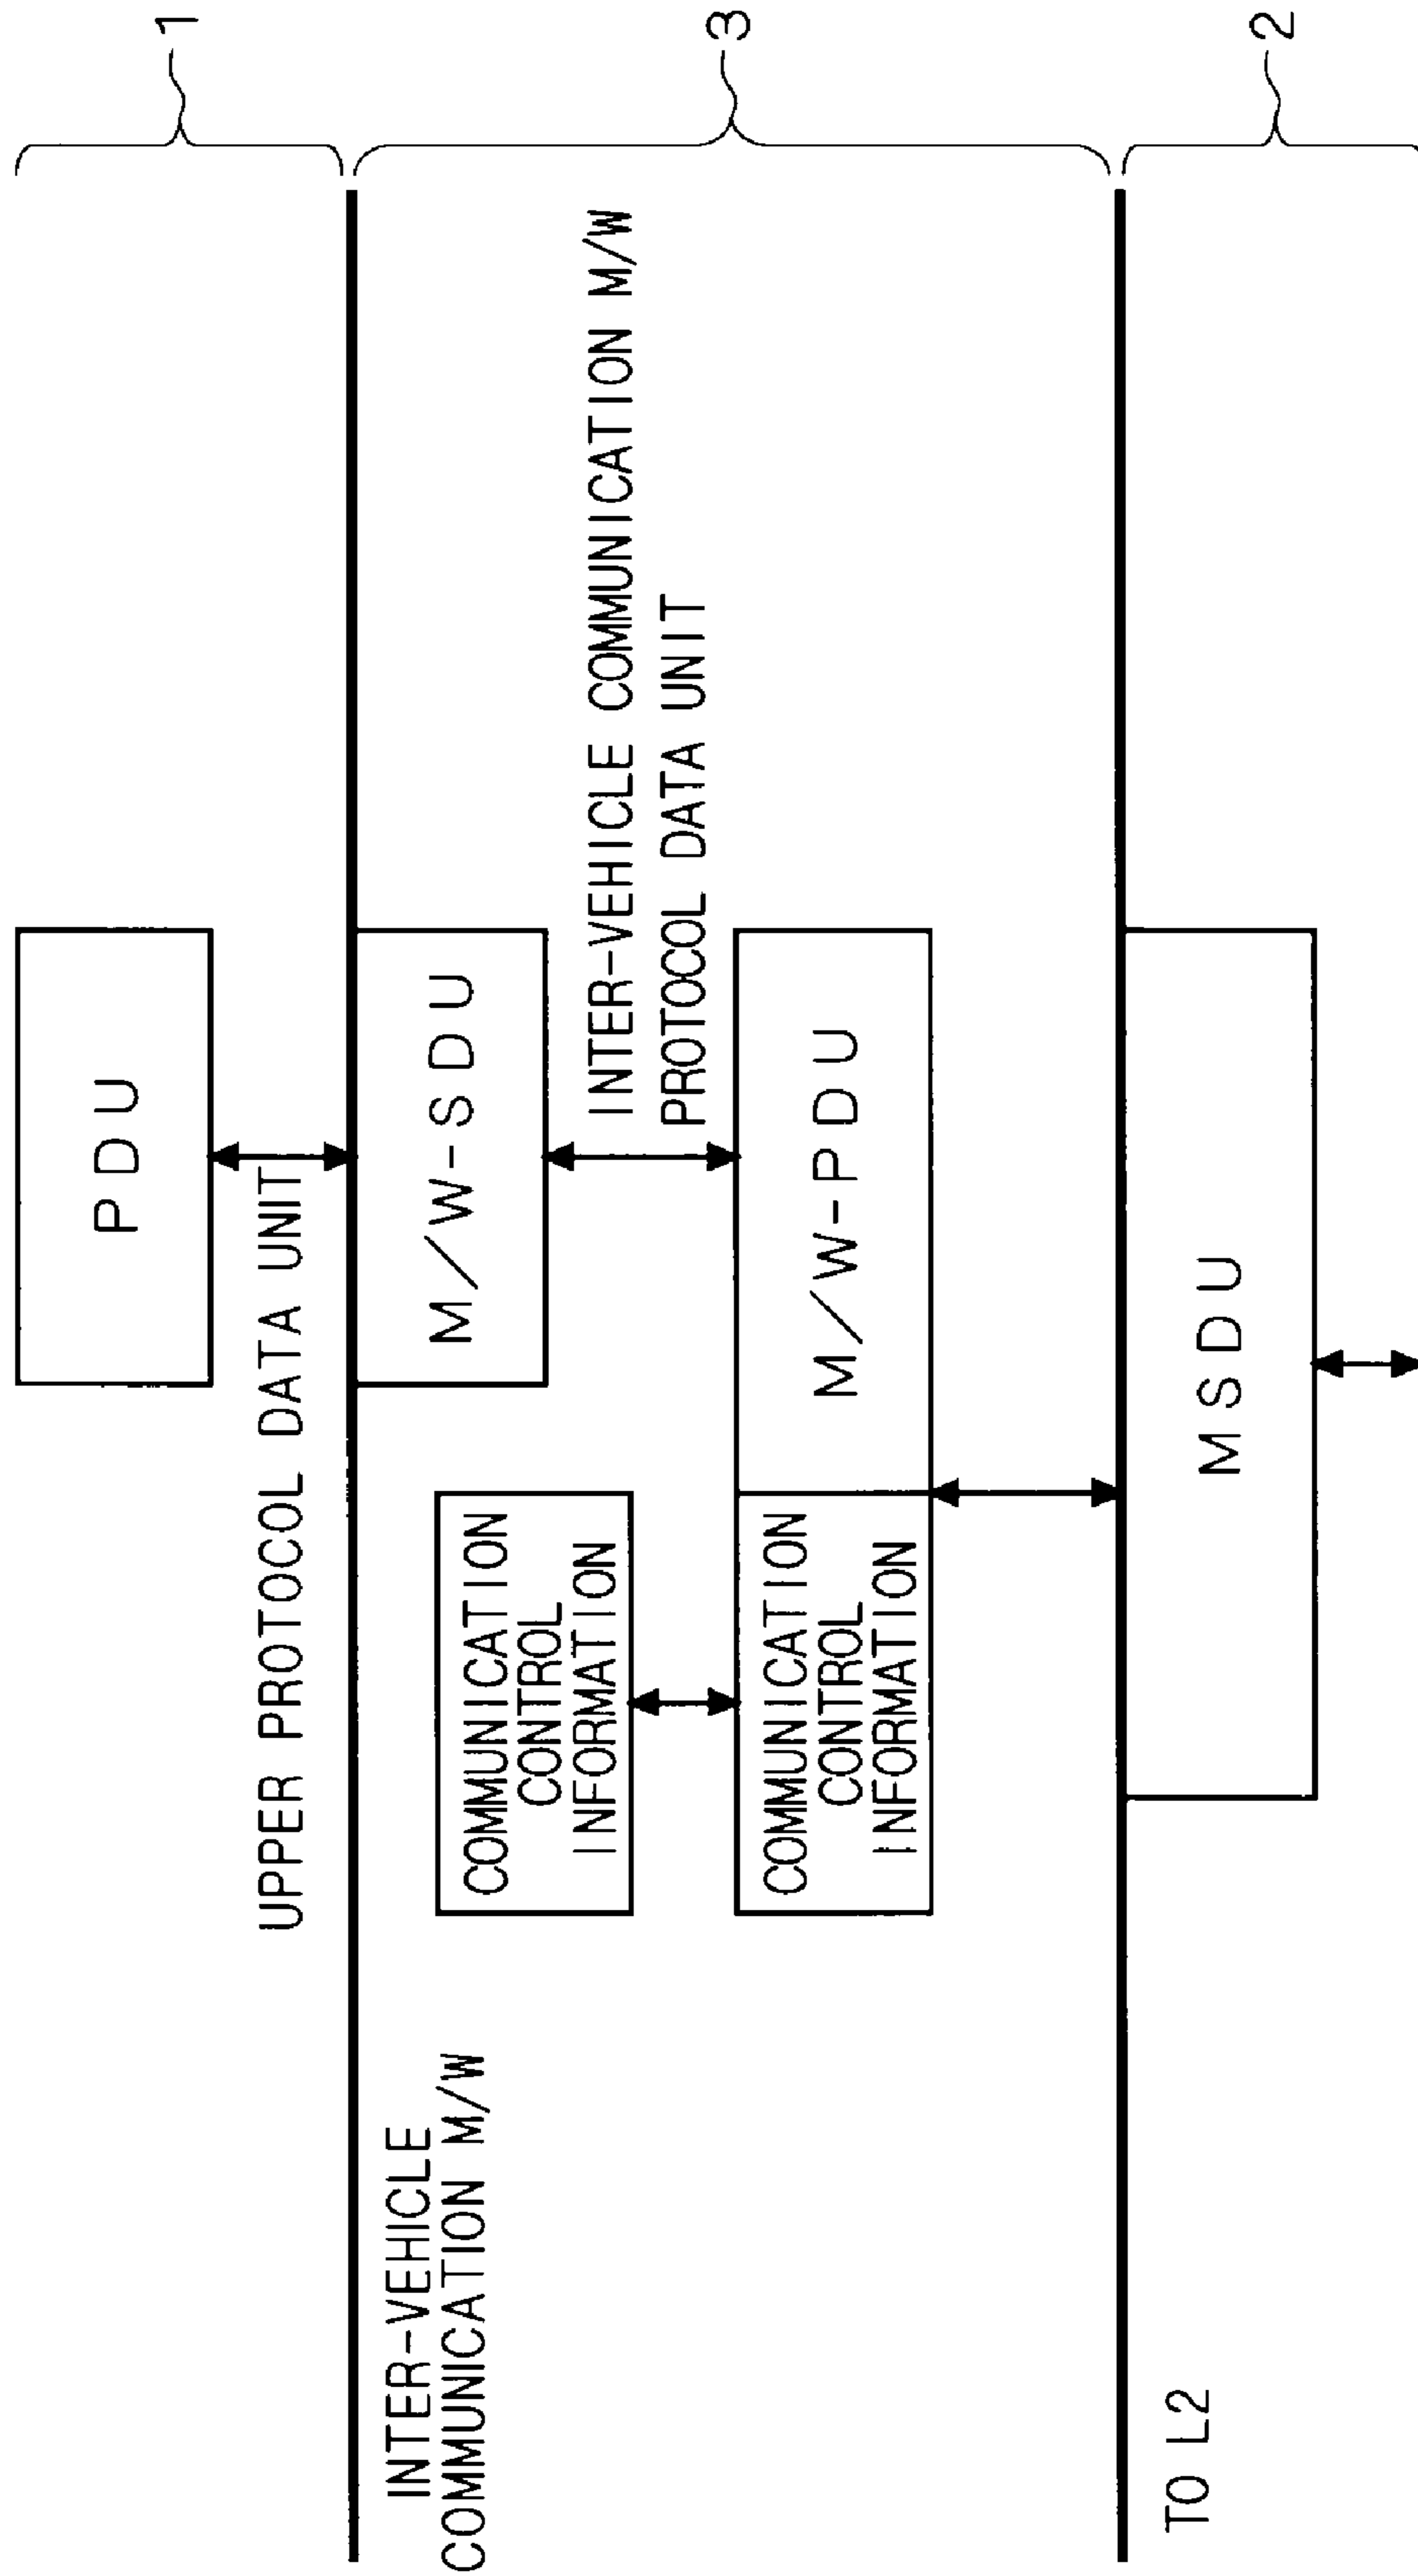 PDU
1
UPPER PROTOCOL DATA UNIT
INTER-VEHICLE
COMMUNICATION M/W
M/W-SDU
COMMUNICATION
CONTROL
INFORMATION
INTER-VEHICLE COMMUNICATION M/W
PROTOCOL DATA UNIT
3
COMMUNICATION
CONTROL
INFORMATION
M/W-PDU
TO L2
MSDU
2